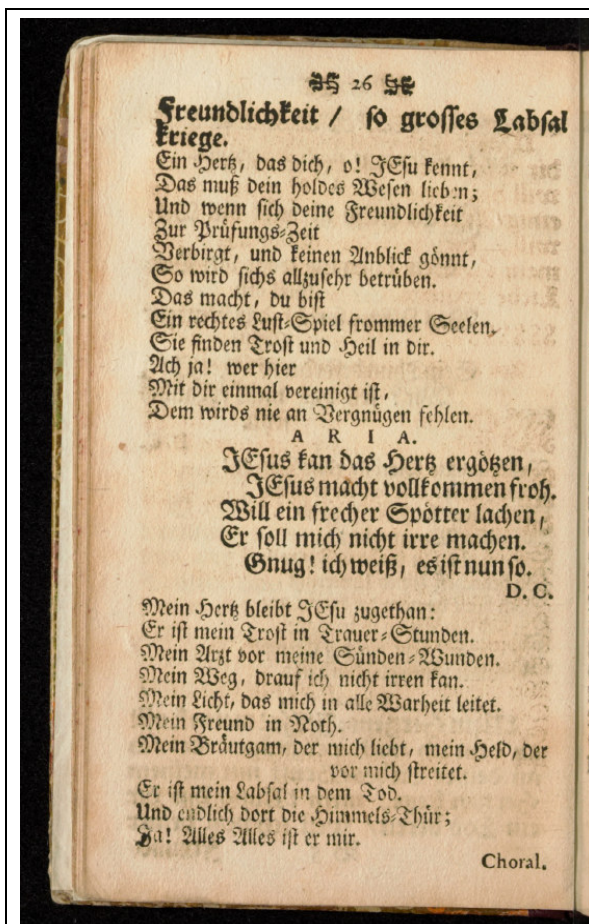 26
Freundlichkeit / so grosses Labsal
kriege.
Ein Hertz, das dich, o! JEsu kennt,
Das muß dein holdes Wesen lieben;
Und wenn sich deine Freundlichkeit
Zur Prüfungs-Zeit
Verbirgt, und keinen Anblick gönnt,
So wird sichs allzusehr betrüben.
Das macht, du bist
Ein rechtes Lust-Spiel frommer Seelen.
Sie finden Trost und Heil in dir.
Ach ja! wer hier
Mit dir einmal vereinigt ist,
Dem wirds nie an Vergnügen fehlen.
ARIA.
JEsus kan das Hertz ergötzen,
JEsus macht vollkommen froh.
Will ein frecher Spötter lachen,
Er soll mich nicht irre machen.
Gnug! ich weiß, es ist nun so.
D. C.
Mein Hertz bleibt JEsu zugethan:
Er ist mein Trost in Trauer-Stunden.
Mein Arzt vor meine Sünden-Wunden.
Mein Weg, drauf ich nicht irren kan.
Mein Licht, das mich in alle Warheit leitet.
Mein Freund in Noth.
Mein Bräutgam, der mich liebt, mein Held, der
vor mich streitet.
Er ist mein Labsal in dem Tod.
Und endlich dort die Himmels-Thür;
Ja! Alles Alles ist er mir.
Choral.